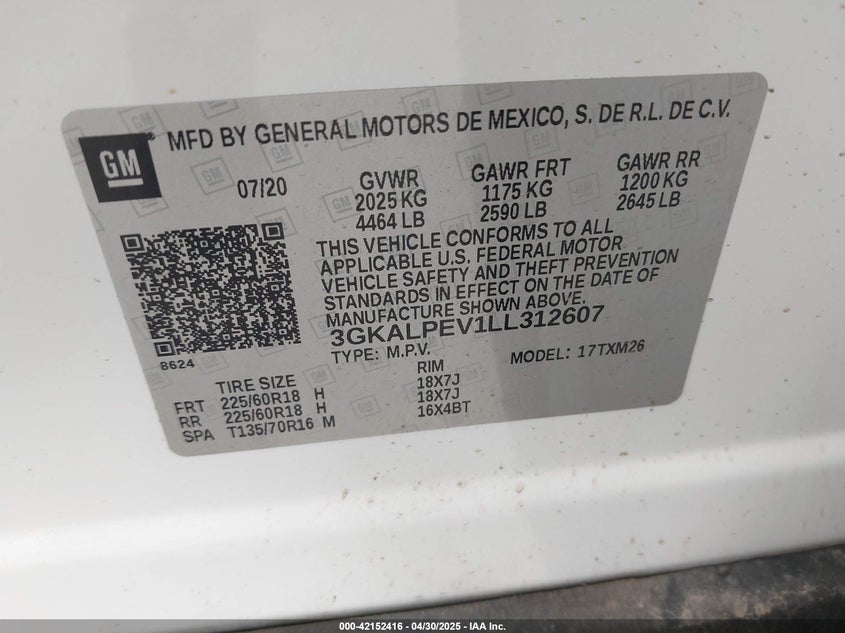 GM
MFD BY GENERAL MOTORS DE MEXICO, S. DE R.L. DE C.V.
07/20
GVWR
2025 KG
4464 LB
GAWR FRT
1175 KG
2590 LB
GAWR RR
1200 KG
2645 LB
THIS VEHICLE CONFORMS TO ALL
APPLICABLE U.S. FEDERAL MOTOR
VEHICLE SAFETY AND THEFT PREVENTION
STANDARDS IN EFFECT ON THE DATE OF
MANUFACTURE SHOWN ABOVE.
3GKALPEV1LL312607
TYPE: M.P.V. MODEL: 17TXM26
8624
TIRE SIZE RIM
FRT 225/60R18 H 18X7J
RR 225/60R18 H 18X7J
SPA T135/70R16 M 16X4BT
000-42152416 - 04/30/2025 - IAA Inc.